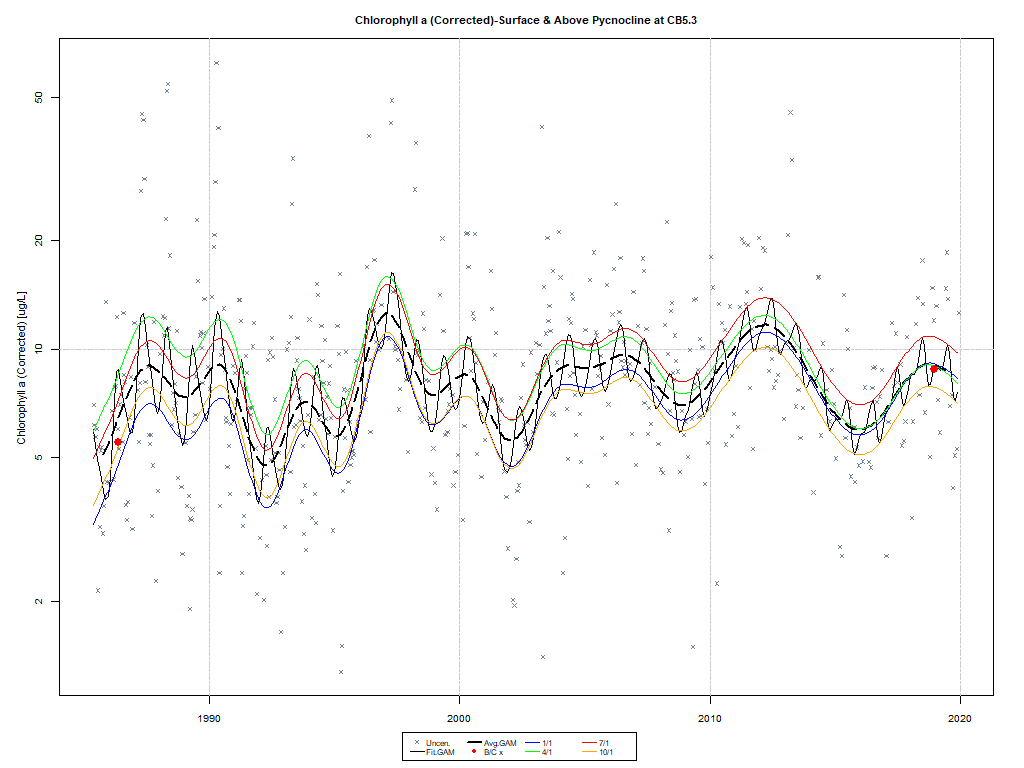 Chlorophyll a (Corrected)-Surface & Above Pycnocline at CB5.3
Chlorophyll a (Corrected) [ug/L]
50
20
10
5
2
1990 2000 2010 2020
Uncen. Avg.GAM 1/1 7/1
Fit.GAM B/C x 4/1 10/1